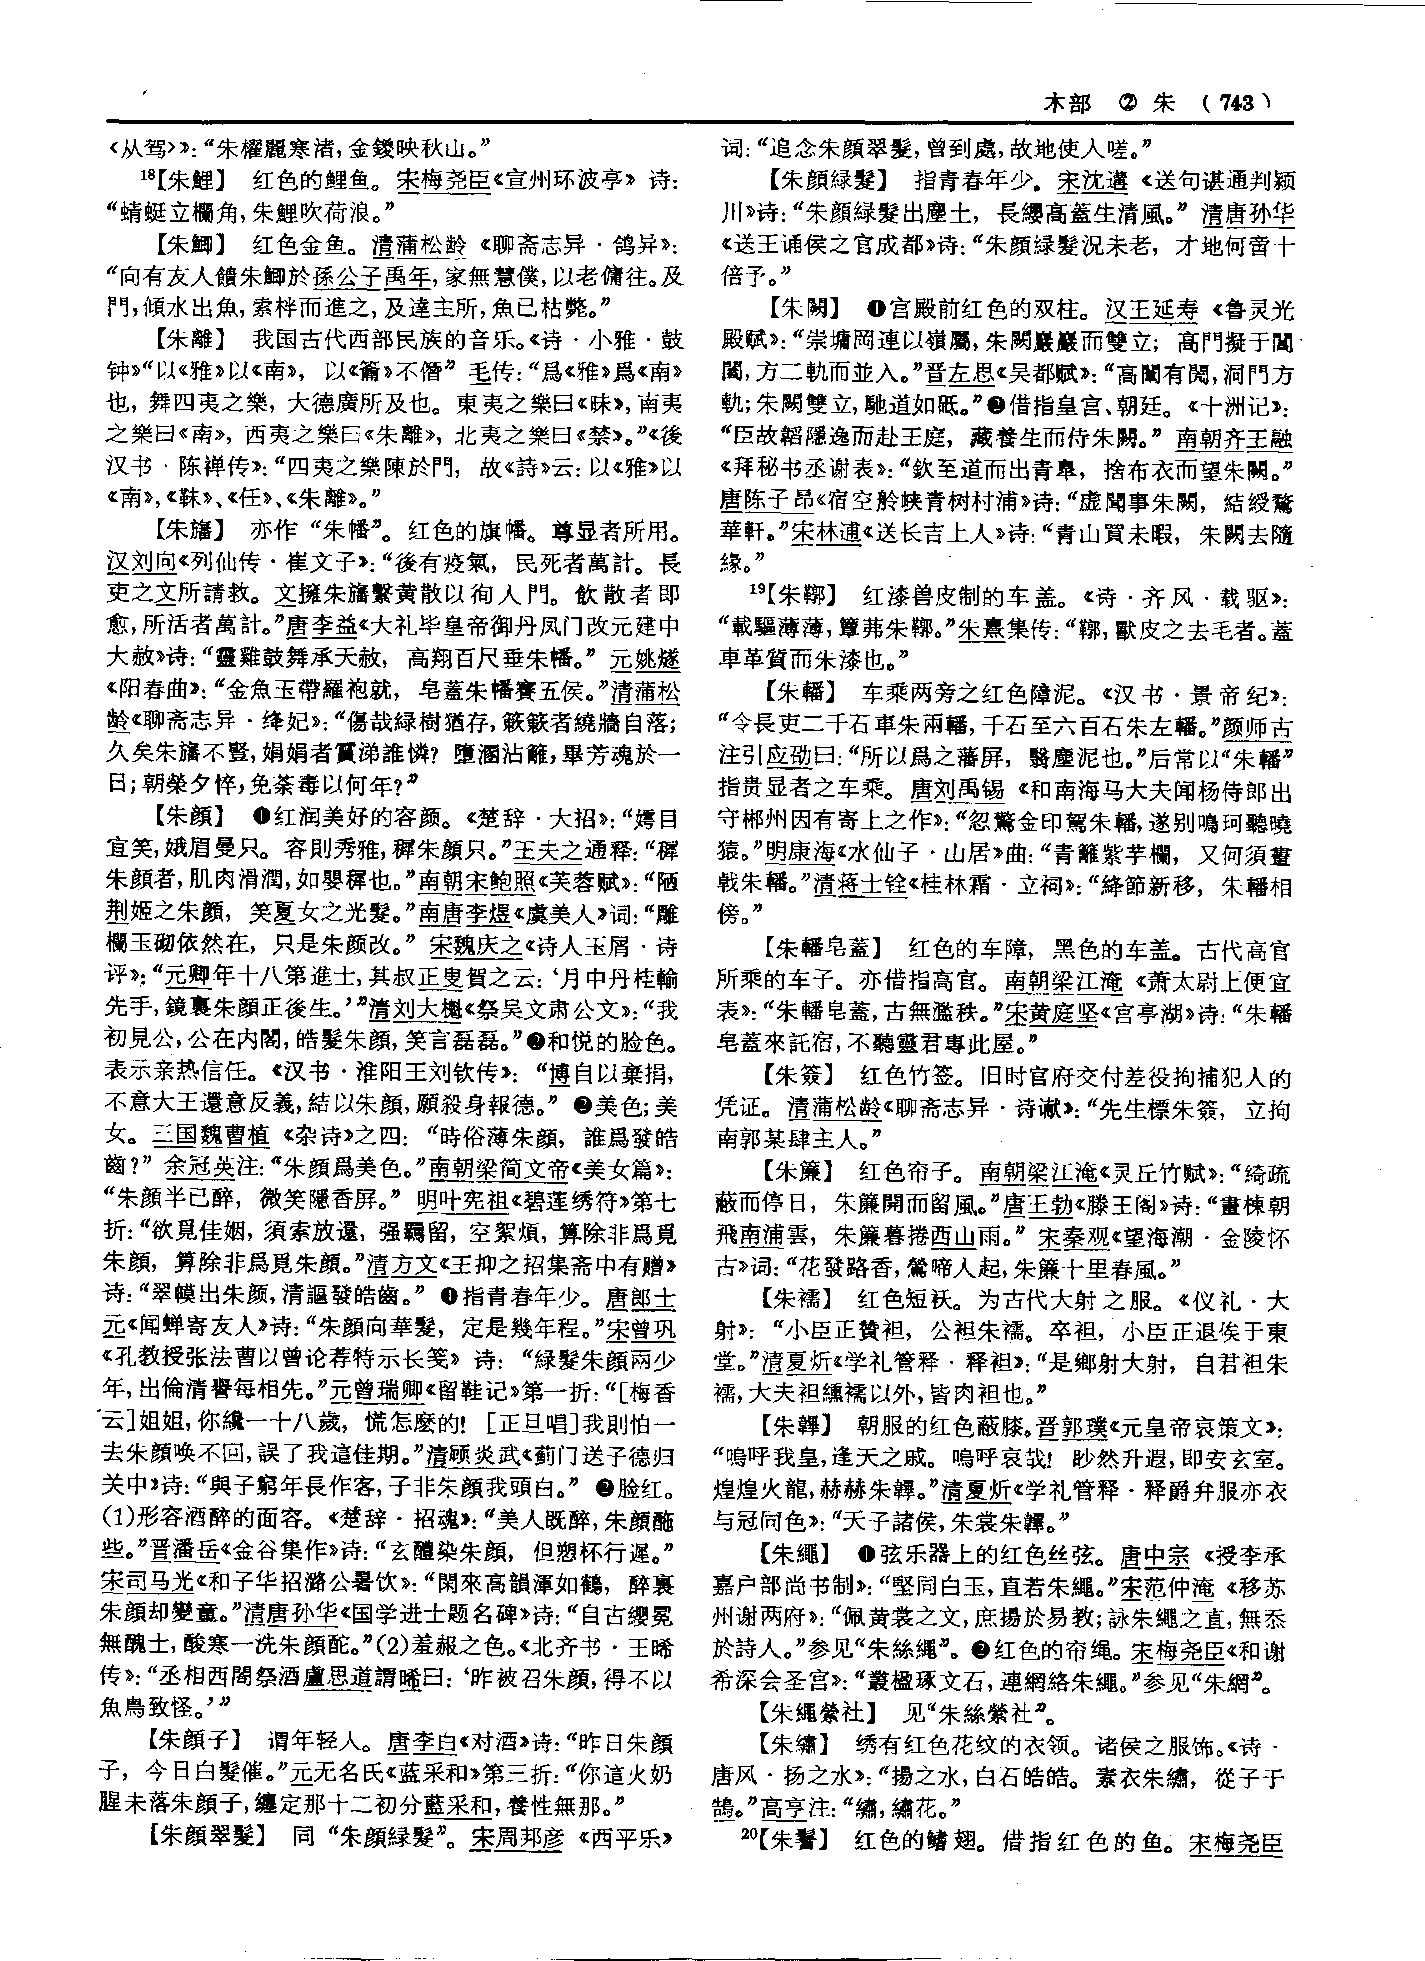 木部 ② 朱 (743)
〈从驾〉》：“朱櫂麗寒渚，金鍐映秋山。”
18【朱鯉】 红色的鲤鱼。宋梅尧臣《宣州环波亭》诗：
“蜻蜓立欄角，朱鯉吹荷浪。”
【朱鯽】 红色金鱼。清蒲松龄《聊斋志异·鸽异》：
“向有友人饋朱鯽於孫公子禹年，家無慧僕，以老傭往。及
門，傾水出魚，索柈而進之，及達主所，魚已枯斃。”
【朱離】 我国古代西部民族的音乐。《诗·小雅·鼓
钟》“以《雅》以《南》，以《籥》不僭” 毛传：“爲《雅》爲《南》
也，舞四夷之樂，大德廣所及也。東夷之樂曰《昧》，南夷
之樂曰《南》，西夷之樂曰《朱離》，北夷之樂曰《禁》。”《後
汉书·陈禅传》：“四夷之樂陳於門，故《詩》云：以《雅》以
《南》，《韎》、《任》、《朱離》。”
【朱旛】 亦作“朱幡”。红色的旗幡。尊显者所用。
汉刘向《列仙传·崔文子》：“後有疫氣，民死者萬計。長
吏之文所請救。文擁朱旛繫黄散以徇人門。飲散者即
愈，所活者萬計。”唐李益《大礼毕皇帝御丹凤门改元建中
大赦》诗：“靈雞鼓舞承天赦，高翔百尺垂朱幡。” 元姚燧
《阳春曲》：“金魚玉帶羅袍就，皂蓋朱幡賽五侯。”清蒲松
龄《聊斋志异·绛妃》：“傷哉緑樹猶存，簌簌者繞牆自落；
久矣朱旛不豎，娟娟者霣涕誰憐？墮溷沾籬，畢芳魂於一
日；朝榮夕悴，免荼毒以何年？”
【朱顔】 ❶红润美好的容颜。《楚辞·大招》：“嫮目
宜笑，娥眉曼只。容則秀雅，穉朱顔只。”王夫之通释：“穉
朱顔者，肌肉滑潤，如嬰穉也。”南朝宋鲍照《芙蓉赋》：“陋
荆姬之朱顔，笑夏女之光髮。”南唐李煜《虞美人》词：“雕
欄玉砌依然在，只是朱颜改。” 宋魏庆之《诗人玉屑·诗
评》：“元卿年十八第進士，其叔正叟賀之云：‘月中丹桂輸
先手，鏡裏朱顔正後生。’”清刘大櫆《祭吴文肃公文》：“我
初見公，公在内閣，皓髮朱顔，笑言磊磊。”❷和悦的脸色。
表示亲热信任。《汉书·淮阳王刘钦传》：“博自以棄捐，
不意大王還意反義，結以朱顔，願殺身報德。” ❸美色；美
女。三国魏曹植《杂诗》之四：“時俗薄朱顔，誰爲發皓
齒？” 余冠英注：“朱顔爲美色。”南朝梁简文帝《美女篇》：
“朱顔半已醉，微笑隱香屏。” 明叶宪祖《碧莲绣符》第七
折：“欲覓佳姻，須索放還，强羈留，空絮煩，算除非爲覓
朱顔，算除非爲覓朱顔。”清方文《王抑之招集斋中有赠》
诗：“翠幙出朱颜，清謳發皓齒。” ❹指青春年少。唐郎士
元《闻蝉寄友人》诗：“朱顔向華髮，定是幾年程。”宋曾巩
《孔教授张法曹以曾论荐特示长笺》诗：“緑髮朱顔兩少
年，出倫清譽每相先。”元曾瑞卿《留鞋记》第一折：“[梅香
云]姐姐，你纔一十八歲，慌怎麽的！[正旦唱]我則怕一
去朱顔唤不回，誤了我這佳期。”清顾炎武《蓟门送子德归
关中》诗：“與子窮年長作客，子非朱顔我頭白。” ❺脸红。
(1)形容酒醉的面容。《楚辞·招魂》：“美人既醉，朱顔酡
些。”晋潘岳《金谷集作》诗：“玄醴染朱顔，但愬杯行遲。”
宋司马光《和子华招潞公暑饮》：“閑來高韻渾如鶴，醉裏
朱顔却變童。”清唐孙华《国学进士题名碑》诗：“自古纓冕
無醜士，酸寒一洗朱顔酡。”(2)羞赧之色。《北齐书·王晞
传》：“丞相西閤祭酒盧思道謂晞曰：‘昨被召朱顔，得不以
魚鳥致怪。’”
【朱顔子】 谓年轻人。唐李白《对酒》诗：“昨日朱顔
子，今日白髮催。”元无名氏《蓝采和》第三折：“你這火奶
腥未落朱顔子，纏定那十二初分藍采和，養性無那。”
【朱顔翠髮】 同“朱顔緑髮”。宋周邦彦《西平乐》
词：“追念朱顔翠髮，曾到處，故地使人嗟。”
【朱顔緑髮】 指青春年少。宋沈遘《送句谌通判颍
川》诗：“朱顔緑髮出塵土，長纓高蓋生清風。” 清唐孙华
《送王诵侯之官成都》诗：“朱顔緑髮况未老，才地何啻十
倍予。”
【朱闕】 ❶宫殿前红色的双柱。汉王延寿《鲁灵光
殿赋》：“崇墉岡連以嶺屬，朱闕巖巖而雙立；高門擬于閶
闔，方二軌而並入。”晋左思《吴都赋》：“高闈有閌，洞門方
軌；朱闕雙立，馳道如砥。”❷借指皇宫、朝廷。《十洲记》：
“臣故韜隱逸而赴王庭，藏養生而侍朱闕。” 南朝齐王融
《拜秘书丞谢表》：“欽至道而出青皋，捨布衣而望朱闕。”
唐陈子昂《宿空舲峡青树村浦》诗：“虚聞事朱闕，結綬騖
華軒。”宋林逋《送长吉上人》诗：“青山買未暇，朱闕去隨
緣。”
19【朱鞹】 红漆兽皮制的车盖。《诗·齐风·载驱》：
“載驅薄薄，簟茀朱鞹。”朱熹集传：“鞹，獸皮之去毛者。蓋
車革質而朱漆也。”
【朱轓】 车乘两旁之红色障泥。《汉书·景帝纪》：
“令長吏二千石車朱兩轓，千石至六百石朱左轓。”颜师古
注引应劭曰：“所以爲之藩屏，翳塵泥也。”后常以“朱轓”
指贵显者之车乘。唐刘禹锡《和南海马大夫闻杨侍郎出
守郴州因有寄上之作》：“忽驚金印駕朱轓，遂别鳴珂聽曉
猿。”明康海《水仙子·山居》曲：“青籬紫芋欄，又何須畫
戟朱轓。”清蒋士铨《桂林霜·立祠》：“絳節新移，朱轓相
傍。”
【朱轓皂蓋】 红色的车障，黑色的车盖。古代高官
所乘的车子。亦借指高官。南朝梁江淹《萧太尉上便宜
表》：“朱轓皂蓋，古無濫秩。”宋黄庭坚《宫亭湖》诗：“朱轓
皂蓋來託宿，不聽靈君專此屋。”
【朱簽】 红色竹签。旧时官府交付差役拘捕犯人的
凭证。清蒲松龄《聊斋志异·诗谳》：“先生標朱簽，立拘
南郭某肆主人。”
【朱簾】 红色帘子。南朝梁江淹《灵丘竹赋》：“绮疏
蔽而停日，朱簾開而留風。”唐王勃《滕王阁》诗：“畫棟朝
飛南浦雲，朱簾暮捲西山雨。” 宋秦观《望海潮·金陵怀
古》词：“花發路香，鶯啼人起，朱簾十里春風。”
【朱襦】 红色短袄。为古代大射之服。《仪礼·大
射》：“小臣正贊袒，公袒朱襦。卒袒，小臣正退俟于東
堂。”清夏炘《学礼管释·释袒》：“是鄉射大射，自君袒朱
襦，大夫袒纁襦以外，皆肉袒也。”
【朱韠】 朝服的红色蔽膝。晋郭璞《元皇帝哀策文》：
“嗚呼我皇，逢天之戚。嗚呼哀哉！眇然升遐，即安玄室。
煌煌火龍，赫赫朱韠。”清夏炘《学礼管释·释爵弁服亦衣
与冠同色》：“天子諸侯，朱裳朱韠。”
【朱繩】 ❶弦乐器上的红色丝弦。唐中宗《授李承
嘉户部尚书制》：“堅同白玉，直若朱繩。”宋范仲淹《移苏
州谢两府》：“佩黄裳之文，庶揚於易教；詠朱繩之直，無忝
於詩人。”参见“朱絲繩”。❷红色的帘绳。宋梅尧臣《和谢
希深会圣宫》：“叢楹琢文石，連網絡朱繩。”参见“朱網”。
【朱繩縈社】 见“朱絲縈社”。
【朱繡】 绣有红色花纹的衣领。诸侯之服饰。《诗·
唐风·扬之水》：“揚之水，白石皓皓。素衣朱繡，從子于
鵠。”高亨注：“繡，繡花。”
20【朱鬐】 红色的鳍翅。借指红色的鱼。宋梅尧臣